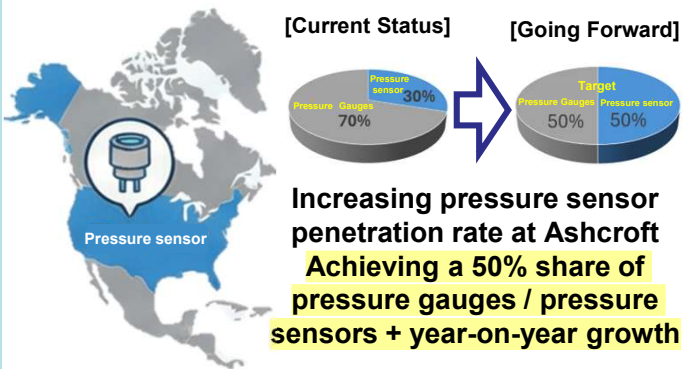 [Current Status]
[Going Forward]
Pressure
sensor
30%
Pressure Gauges
70%
Target
Pressure Gauges
50%
Pressure sensor
50%
Pressure sensor
Increasing pressure sensor
penetration rate at Ashcroft
Achieving a 50% share of
pressure gauges / pressure
sensors + year-on-year growth